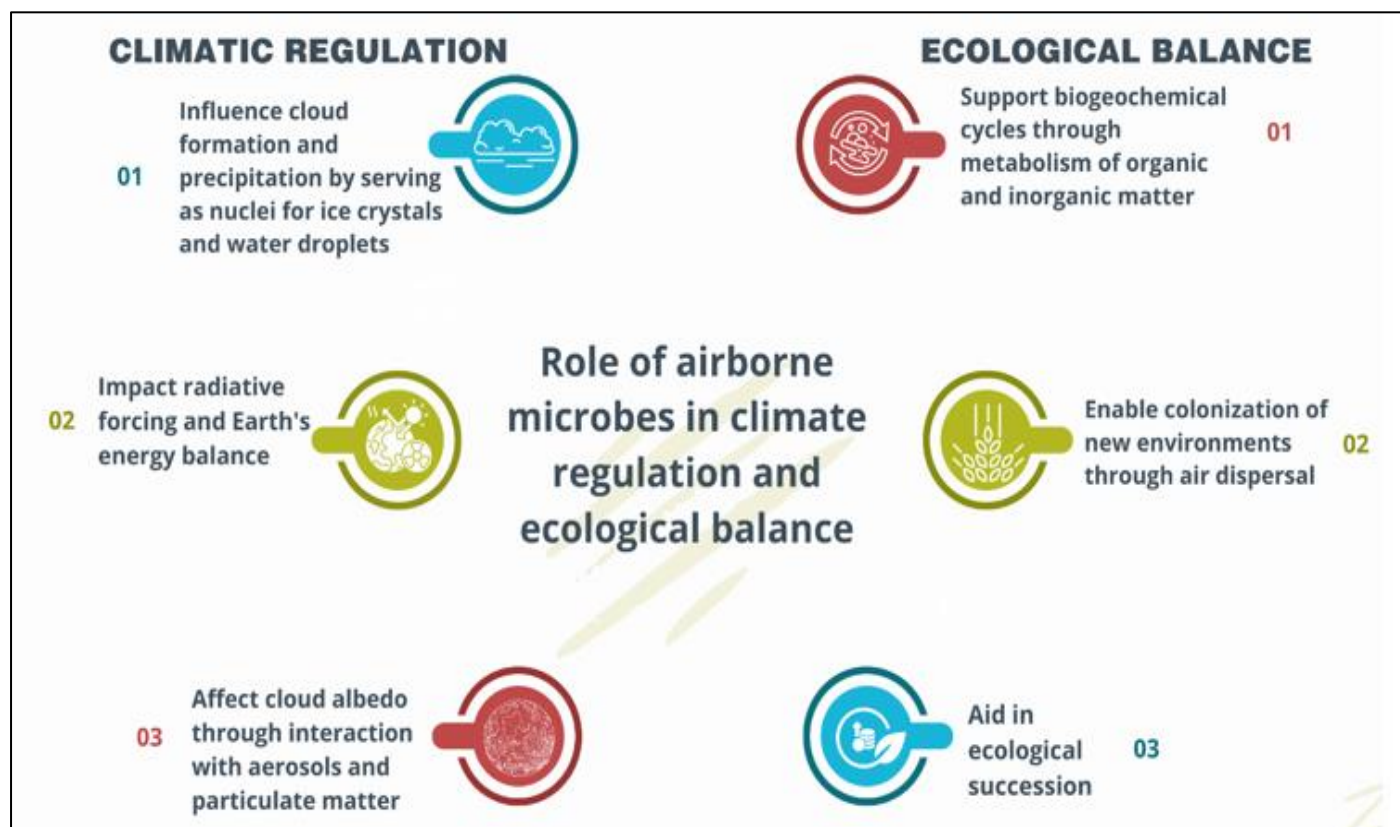 CLIMATIC REGULATION
01
Influence cloud
formation and
precipitation by serving
as nuclei for ice crystals
and water droplets
02
Impact radiative
forcing and Earth's
energy balance
03
Affect cloud albedo
through interaction
with aerosols and
particulate matter
Role of airborne
microbes in climate
regulation and
ecological balance
ECOLOGICAL BALANCE
Support biogeochemical
cycles through
metabolism of organic
and inorganic matter
01
Enable colonization of
new environments
through air dispersal
02
Aid in
ecological
succession
03